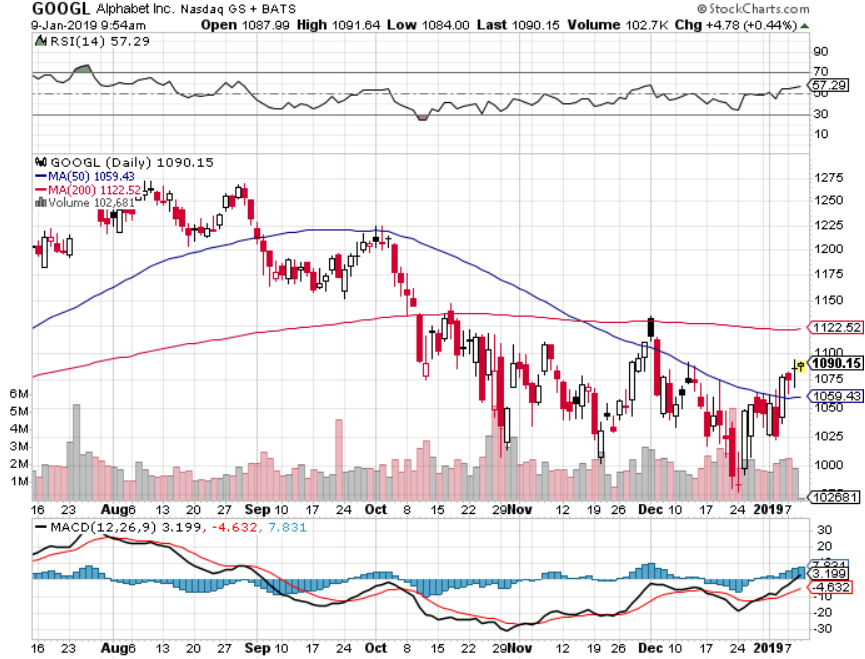 GOOGL Alphabet Inc. Nasdaq GS + BATS © StockCharts.com
9-Jan-2019 9:54am Open 1087.99 High 1091.64 Low 1084.00 Last 1090.15 Volume 102.7K Chg +4.78 (+0.44%)
RSI(14) 57.29
90
70
57.29
30
10
GOOGL (Daily) 1090.15
MA(50) 1059.43
MA(200) 1122.52
Volume 102,681
1275
1250
1225
1200
1175
1150
1122.52
1100
1090.15
1075
1059.43
1050
1025
1000
102681
6M
5M
4M
3M
2M
1M
16 23 Aug6 13 20 27 Sep 10 17 24 Oct 8 15 22 29 Nov 12 19 26 Dec 10 17 24 2019 7
MACD(12,26,9) 3.199, -4.632, 7.831
30
20
7.831
3.199
-4.632
-10
-20
-30
16 23 Aug6 13 20 27 Sep 10 17 24 Oct 8 15 22 29 Nov 12 19 26 Dec 10 17 24 2019 7